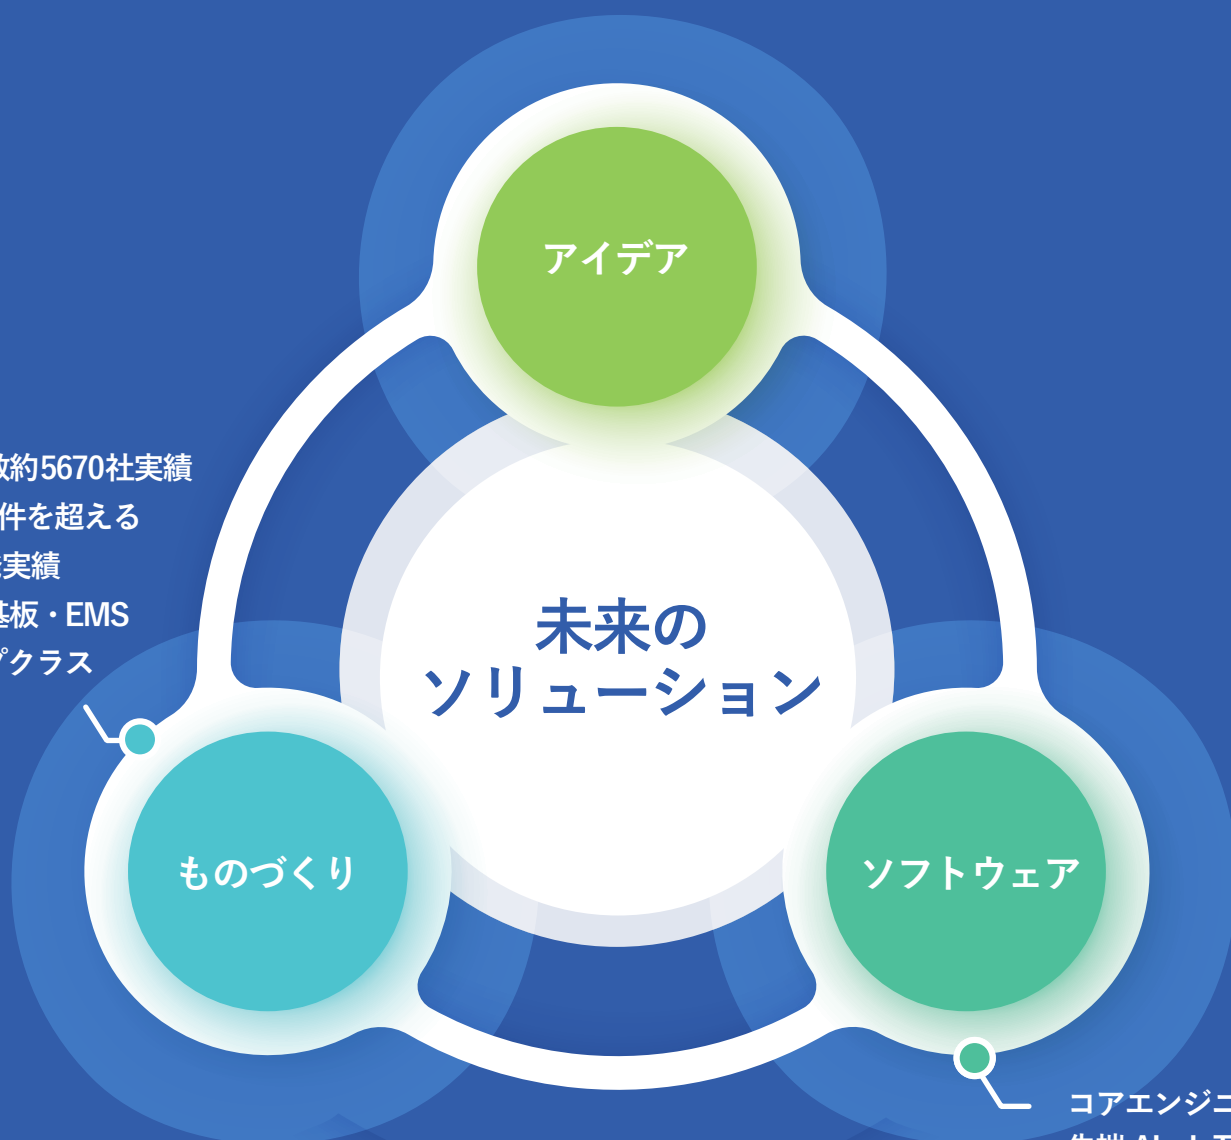 アイデア
約5670社実績
件を超える
実績
基板・EMS
プクラス
未来の
ソリューション
ものづくり
ソフトウェア
コアエンジニ